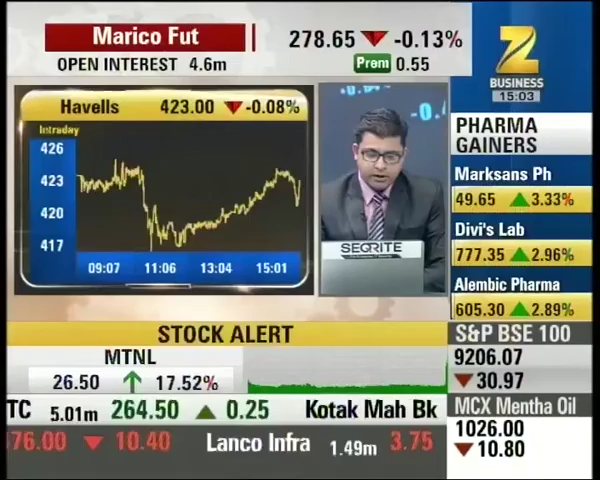 Marico Fut
OPEN INTEREST 4.6m
278.65 -0.13%
Prem 0.55
Z
BUSINESS
15:03
Havells 423.00 -0.08%
Intraday
426
423
420
417
09:07 11:06 13:04 15:01
SEQRITE
PHARMA
GAINERS
Marksans Ph
49.65 3.33%
Divi's Lab
777.35 2.96%
Alembic Pharma
605.30 2.89%
STOCK ALERT
MTNL
26.50 17.52%
S&P BSE 100
9206.07
30.97
MCX Mentha Oil
1026.00
10.80
TC 5.01m 264.50 0.25 Kotak Mah Bk
76.00 10.40 Lanco Infra 1.49m 3.75